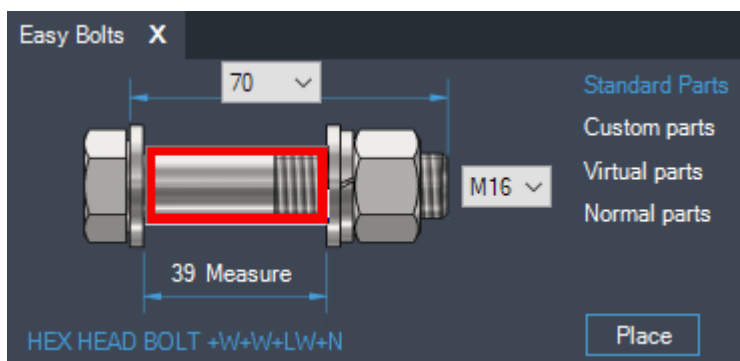 Easy Bolts X
70
Standard Parts
Custom parts
Virtual parts
M16
Normal parts
39 Measure
HEX HEAD BOLT +W+W+LW+N
Place